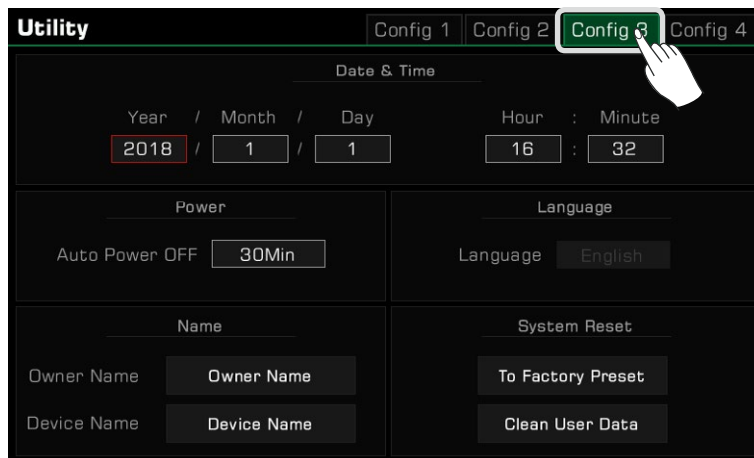 Utility Config 1 Config 2 Config 3 Config 4
Date & Time
Year / Month / Day Hour : Minute
2018 / 1 / 1 16 : 32
Power
Auto Power OFF 30Min
Language
Language English
Name
Owner Name Owner Name
Device Name Device Name
System Reset
To Factory Preset
Clean User Data